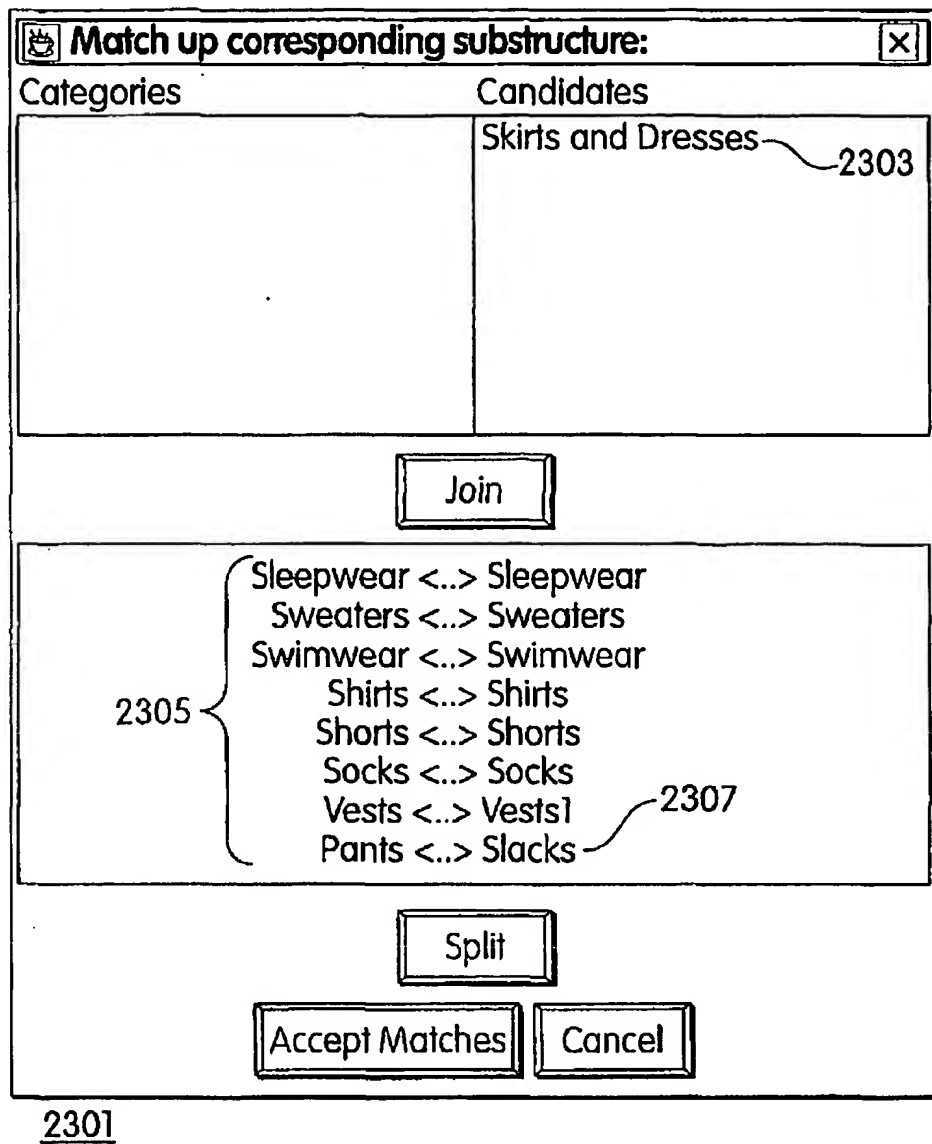 Match up corresponding substructure:
Categories Candidates
Skirts and Dresses
2303
Join
Sleepwear <..> Sleepwear
Sweaters <..> Sweaters
Swimwear <..> Swimwear
Shirts <..> Shirts
2305
Shorts <..> Shorts
Socks <..> Socks
Vests <..> Vests1
2307
Pants <..> Slacks
Split
Accept Matches Cancel
2301